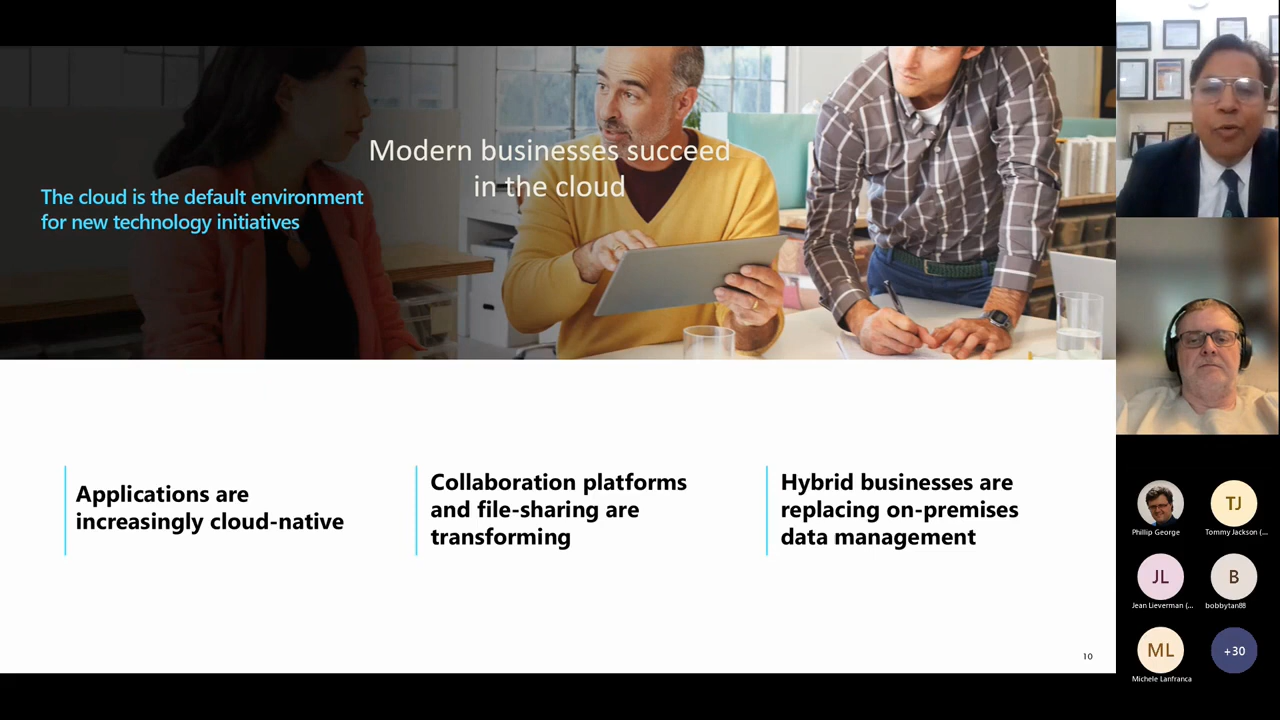 Modern businesses succeed
in the cloud
The cloud is the default environment
for new technology initiatives
Applications are
increasingly cloud-native
Collaboration platforms
and file-sharing are
transforming
Hybrid businesses are
replacing on-premises
data management
10
Phillip George
TJ
Tommy Jackson (...
JL
Jean Lieverman (...
B
bobbytan88
ML
Michele Lanfranca
+30